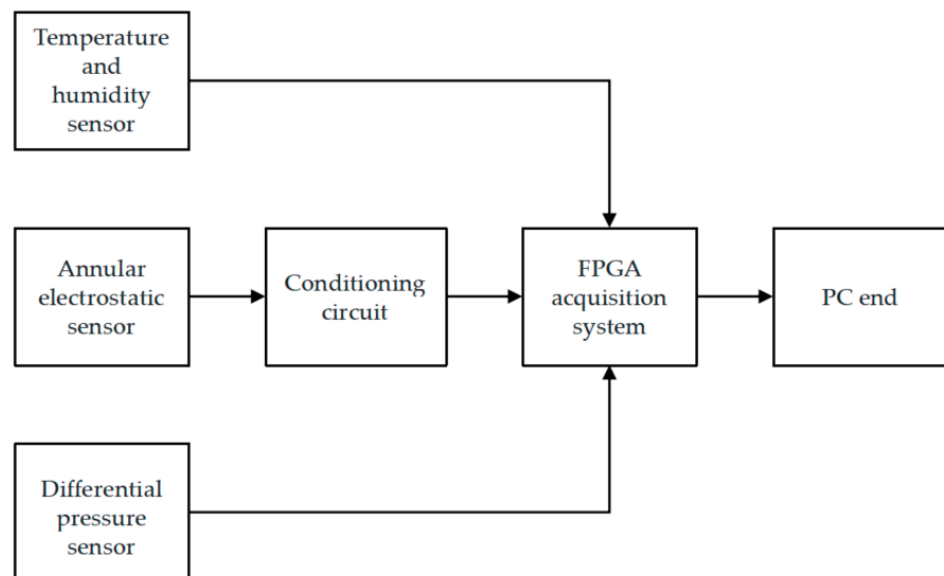 Temperature
and
humidity
sensor
Annular
electrostatic
sensor
Conditioning
circuit
FPGA
acquisition
system
PC end
Differential
pressure
sensor